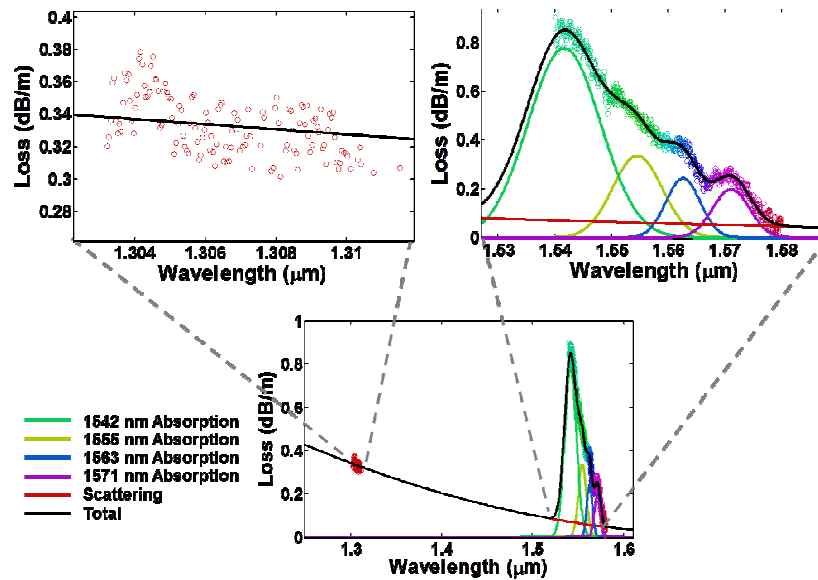 0.4
0.38
0.36
0.34
0.32
0.3
0.28
Loss (dB/m)
1.304 1.306 1.308 1.31
Wavelength (μm)
0.8
0.6
0.4
0.2
0
Loss (dB/m)
1.53 1.54 1.55 1.56 1.57 1.58
Wavelength (μm)
1
0.8
0.6
0.4
0.2
0
Loss (dB/m)
1.3 1.4 1.5 1.6
Wavelength (μm)
1542 nm Absorption
1555 nm Absorption
1563 nm Absorption
1571 nm Absorption
Scattering
Total